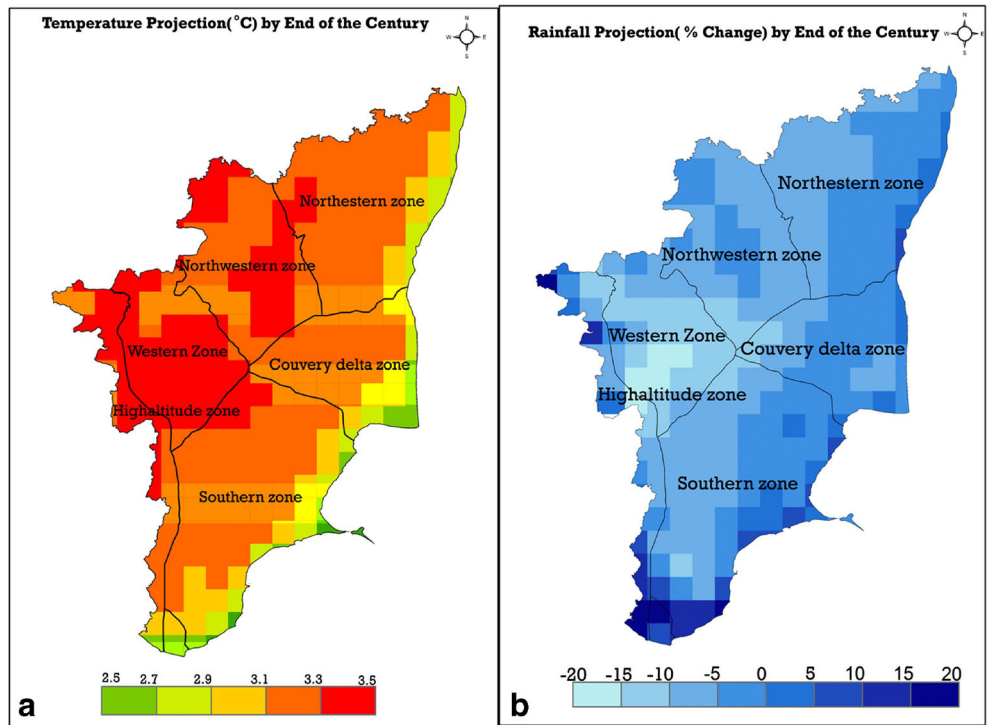 Temperature Projection(°C) by End of the Century
N
W E
S
Northestern zone
Northwestern zone
Western Zone
Couvery delta zone
Highaltitude zone
Southern zone
2.5 2.7 2.9 3.1 3.3 3.5
a
Rainfall Projection( % Change) by End of the Century
N
W E
S
Northestern zone
Northwestern zone
Western Zone
Couvery delta zone
Highaltitude zone
Southern zone
-20 -15 -10 -5 0 5 10 15 20
b